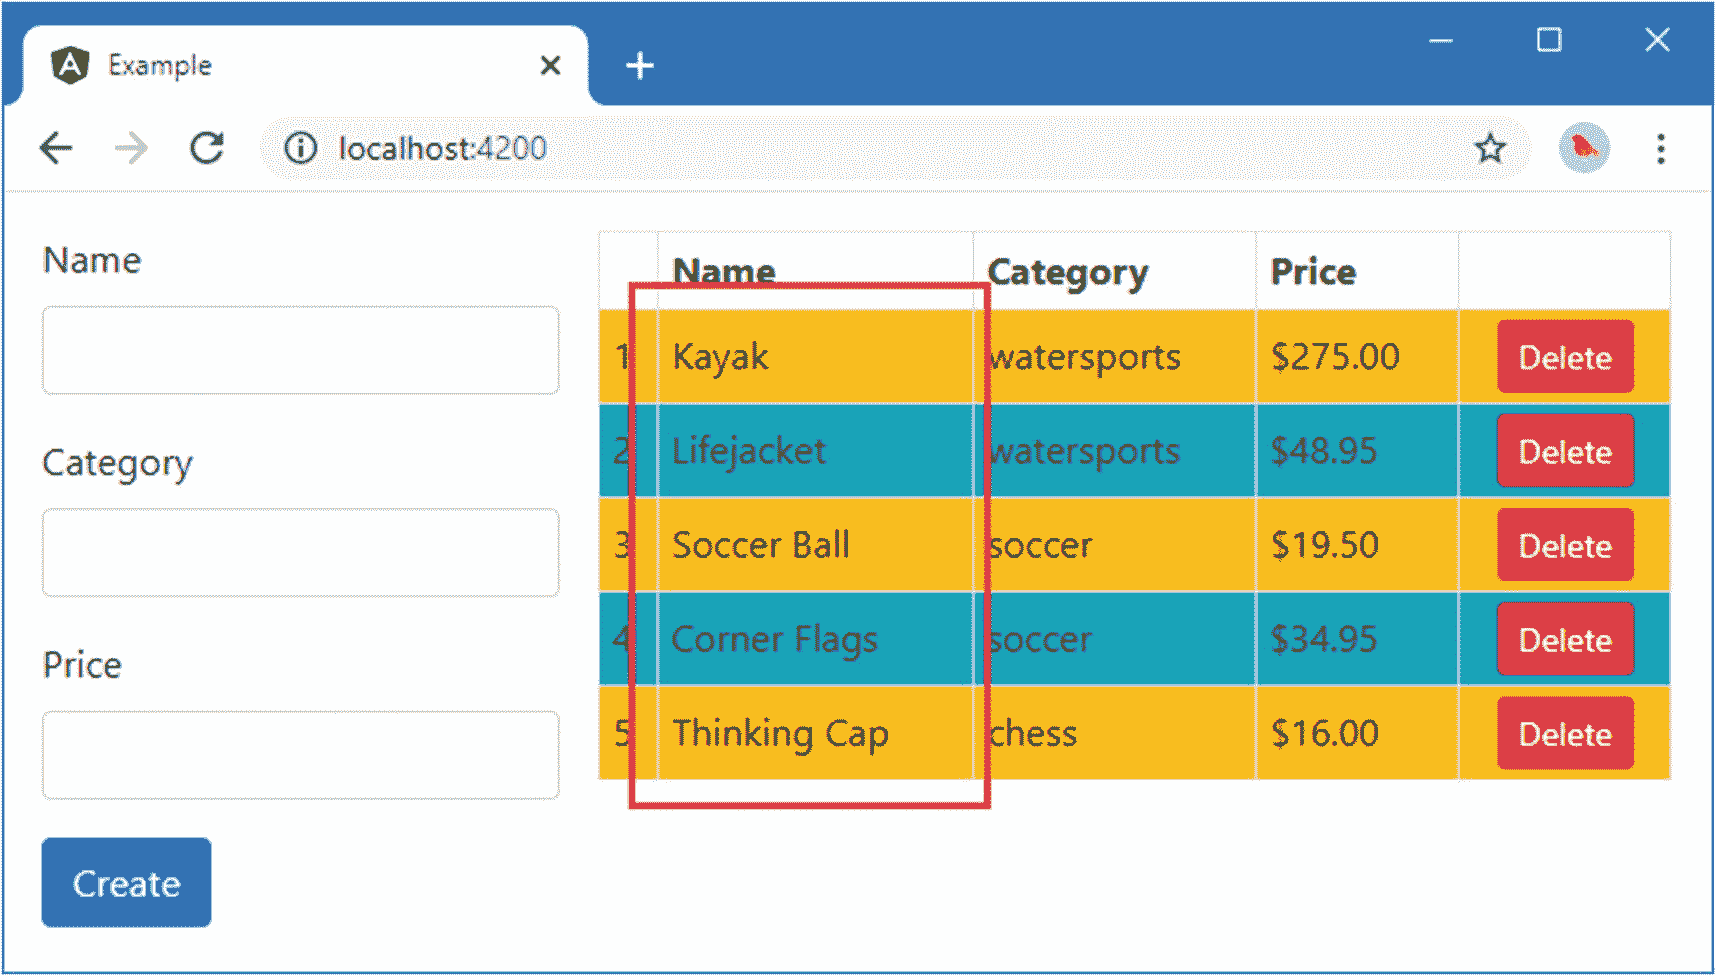 Example
localhost:4200
Name
Category
Price
Create
Name Category Price
1 Kayak watersports $275.00 Delete
2 Lifejacket watersports $48.95 Delete
3 Soccer Ball soccer $19.50 Delete
4 Corner Flags soccer $34.95 Delete
5 Thinking Cap chess $16.00 Delete